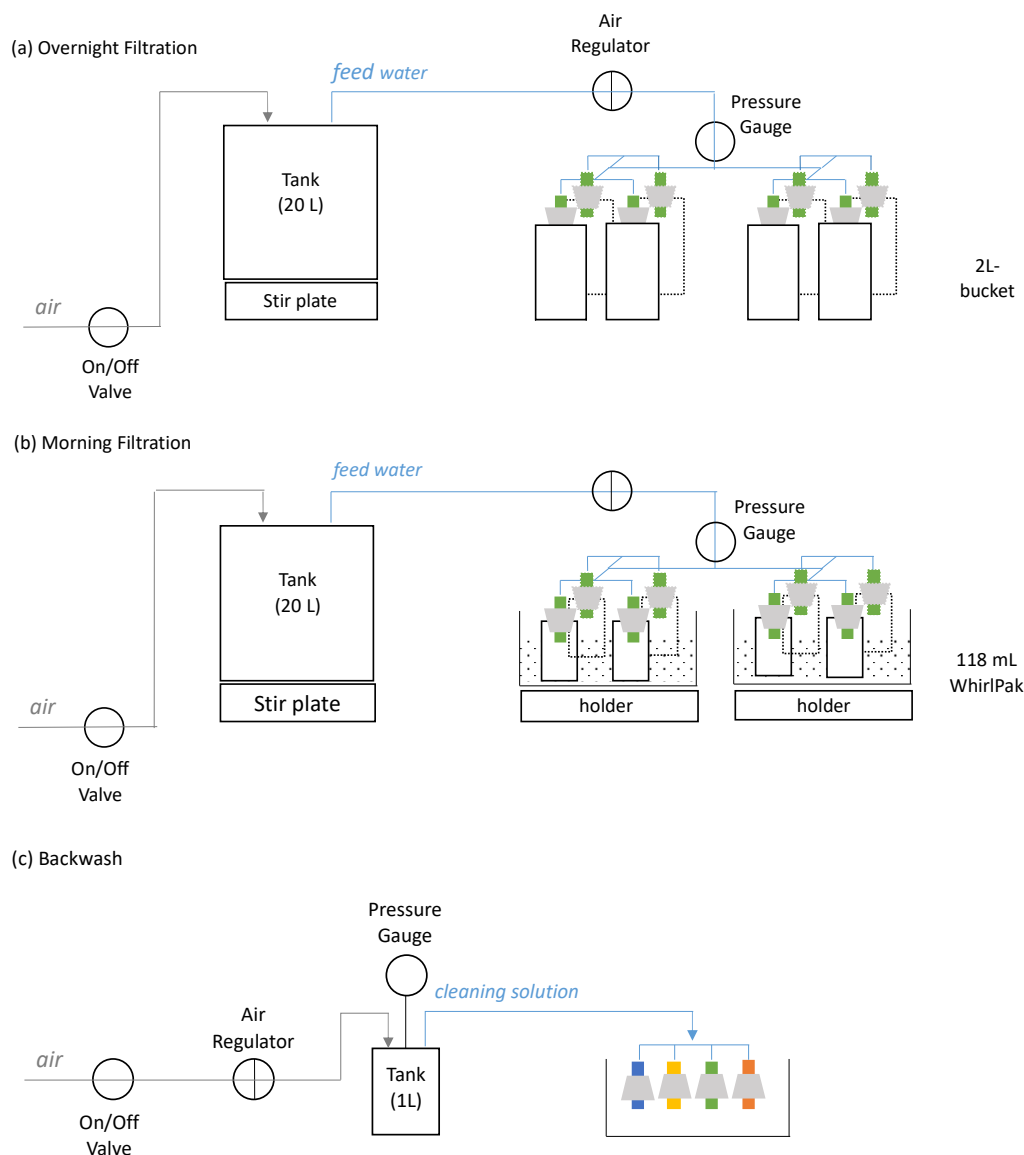 (a) Overnight Filtration
Air
Regulator
feed water
Pressure
Gauge
Tank
(20 L)
Stir plate
2L-
bucket
air
On/Off
Valve
(b) Morning Filtration
feed water
Pressure
Gauge
Tank
(20 L)
Stir plate
118 mL
WhirlPak
holder
holder
air
On/Off
Valve
(c) Backwash
Pressure
Gauge
cleaning solution
Air
Regulator
air
Tank
(1L)
On/Off
Valve